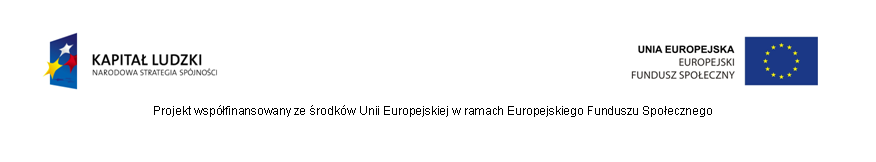 KAPITAŁ LUDZKI
NARODOWA STRATEGIA SPÓJNOŚCI
UNIA EUROPEJSKA
EUROPEJSKI
FUNDUSZ SPOŁECZNY
Projekt współfinansowany ze środków Unii Europejskiej w ramach Europejskiego Funduszu Społecznego